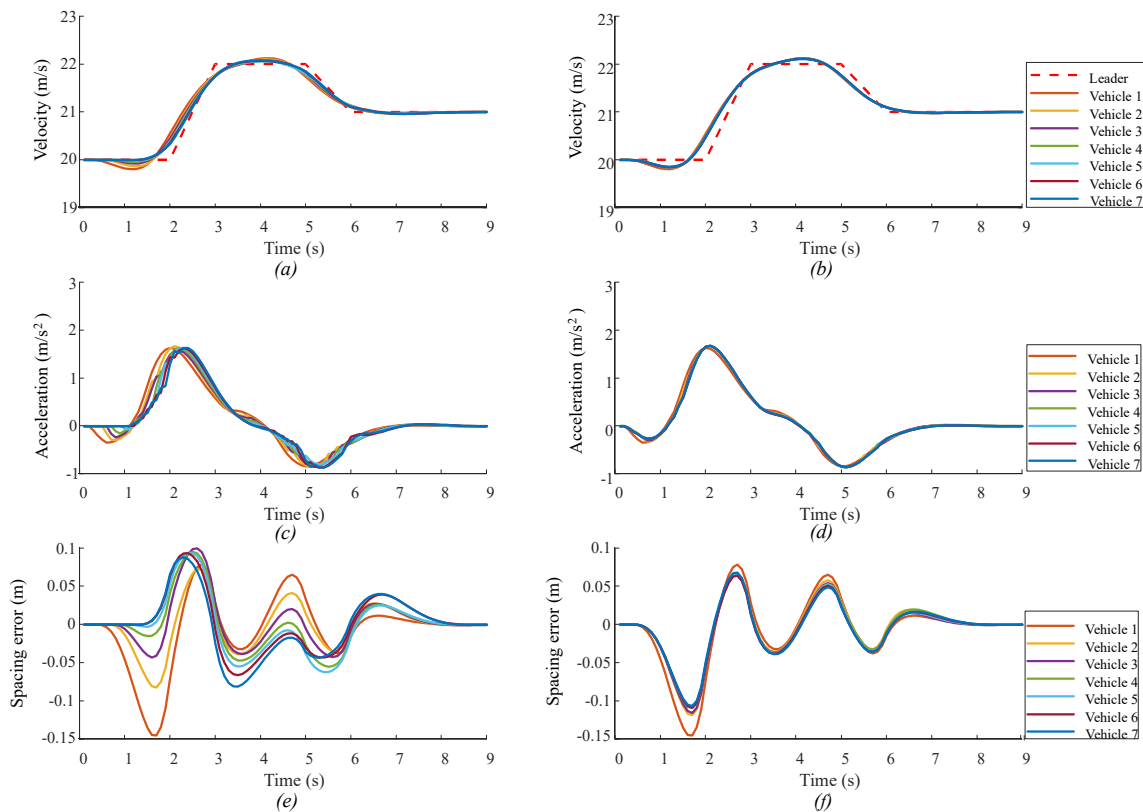 23
22
21
20
19
Velocity (m/s)
0 1 2 3 4 5 6 7 8 9
Time (s)
(a)
23
22
21
20
19
Velocity (m/s)
0 1 2 3 4 5 6 7 8 9
Time (s)
(b)
Leader
Vehicle 1
Vehicle 2
Vehicle 3
Vehicle 4
Vehicle 5
Vehicle 6
Vehicle 7
3
2
1
0
-1
Acceleration (m/s²)
0 1 2 3 4 5 6 7 8 9
Time (s)
(c)
3
2
1
0
-1
Acceleration (m/s²)
0 1 2 3 4 5 6 7 8 9
Time (s)
(d)
Vehicle 1
Vehicle 2
Vehicle 3
Vehicle 4
Vehicle 5
Vehicle 6
Vehicle 7
0.1
0.05
0
-0.05
-0.1
-0.15
Spacing error (m)
0 1 2 3 4 5 6 7 8 9
Time (s)
(e)
0.1
0.05
0
-0.05
-0.1
-0.15
Spacing error (m)
0 1 2 3 4 5 6 7 8 9
Time (s)
(f)
Vehicle 1
Vehicle 2
Vehicle 3
Vehicle 4
Vehicle 5
Vehicle 6
Vehicle 7